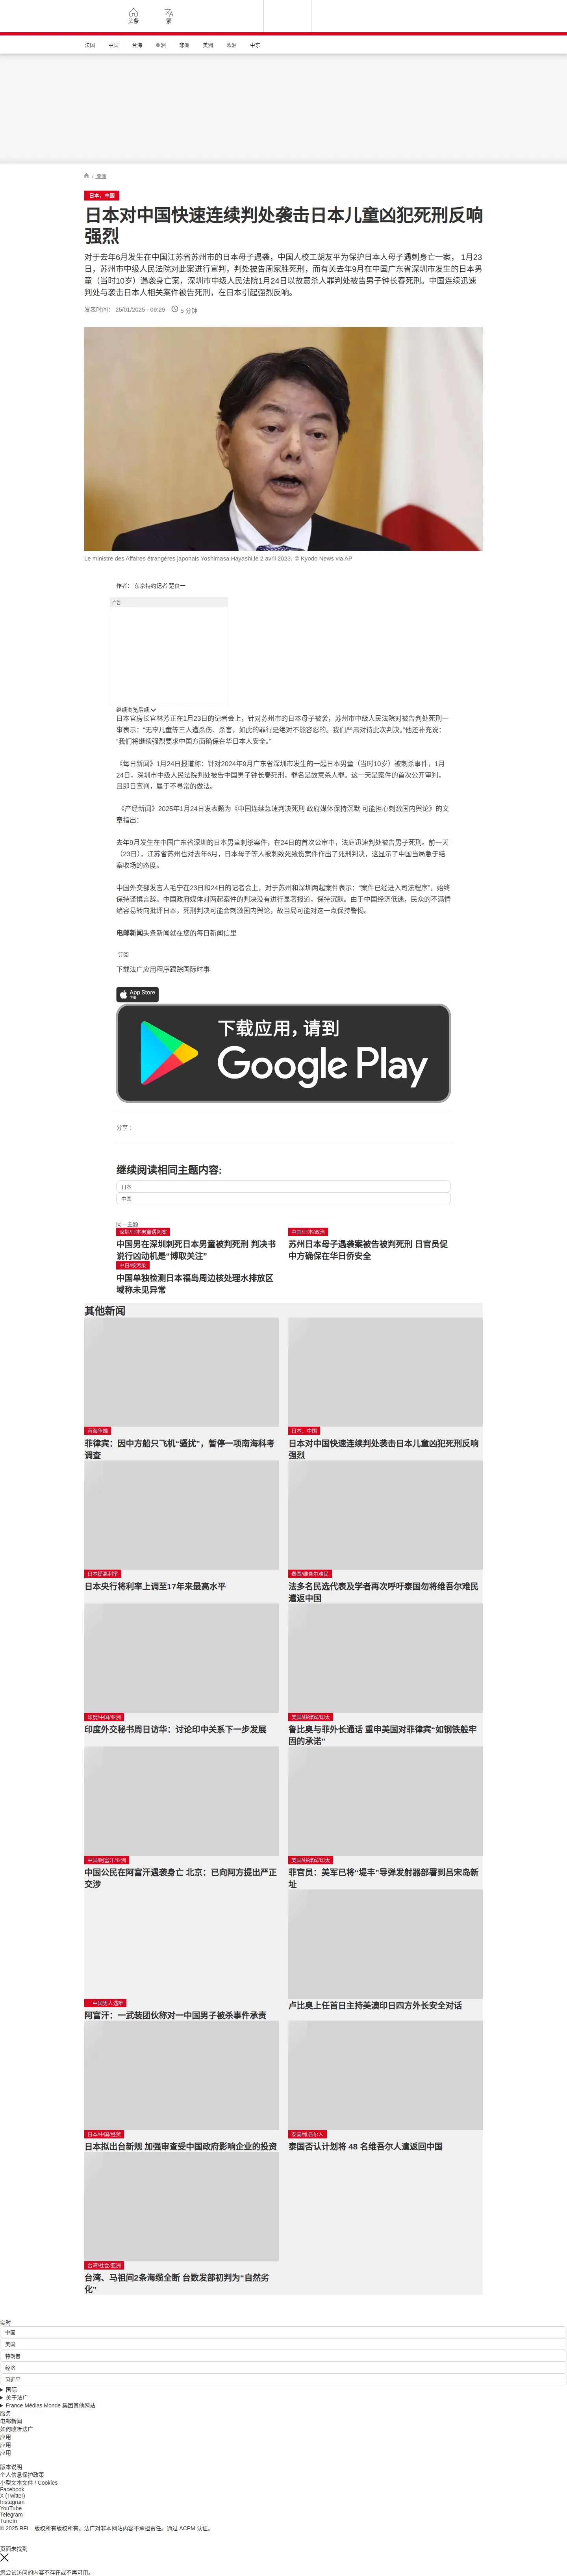 头条
繁
法国
中国
台海
亚洲
非洲
美洲
欧洲
中东
/ 亚洲
日本，中国
日本对中国快速连续判处袭击日本儿童凶犯死刑反响
强烈
对于去年6月发生在中国江苏省苏州市的日本母子遇袭，中国人校工胡友平为保护日本人母子遇刺身亡一案， 1月23
日，苏州市中级人民法院对此案进行宣判，判处被告周家胜死刑，而有关去年9月在中国广东省深圳市发生的日本男
童（当时10岁）遇袭身亡案，深圳市中级人民法院1月24日以故意杀人罪判处被告男子钟长春死刑。中国连续迅速
判处与袭击日本人相关案件被告死刑，在日本引起强烈反响。
发表时间： 25/01/2025 - 09:29
5 分钟
Le ministre des Affaires étrangères japonais Yoshimasa Hayashi,le 2 avril 2023. © Kyodo News via AP
作者： 东京特约记者 楚良一
广告
继续浏览后续
日本官房长官林芳正在1月23日的记者会上，针对苏州市的日本母子被袭，苏州市中级人民法院对被告判处死刑一
事表示：“无辜儿童等三人遭杀伤、杀害，如此的罪行是绝对不能容忍的。我们严肃对待此次判决。”他还补充说：
“我们将继续强烈要求中国方面确保在华日本人安全。”
《每日新闻》1月24日报道称：针对2024年9月广东省深圳市发生的一起日本男童（当时10岁）被刺杀事件，1月
24日，深圳市中级人民法院判处被告中国男子钟长春死刑，罪名是故意杀人罪。这一天是案件的首次公开审判，
且即日宣判，属于不寻常的做法。
《产经新闻》2025年1月24日发表题为《中国连续急速判决死刑 政府媒体保持沉默 可能担心刺激国内舆论》的文
章指出：
去年9月发生在中国广东省深圳的日本男童刺杀案件，在24日的首次公审中，法庭迅速判处被告男子死刑。前一天
（23日），江苏省苏州也对去年6月，日本母子等人被刺致死致伤案件作出了死刑判决，这显示了中国当局急于结
案收场的态度。
中国外交部发言人毛宁在23日和24日的记者会上，对于苏州和深圳两起案件表示：“案件已经进入司法程序”，始终
保持谨慎言辞。中国政府媒体对两起案件的判决没有进行显著报道，保持沉默。由于中国经济低迷，民众的不满情
绪容易转向批评日本，死刑判决可能会刺激国内舆论，故当局可能对这一点保持警惕。
电邮新闻头条新闻就在您的每日新闻信里
订阅
下载法广应用程序跟踪国际时事
App Store
下载
下载应用，请到
Google Play
分享 :
继续阅读相同主题内容:
日本
中国
同一主题
深圳/日本男童遇刺案
中国男在深圳刺死日本男童被判死刑 判决书
说行凶动机是“博取关注”
中国/日本/政治
苏州日本母子遇袭案被告被判死刑 日官员促
中方确保在华日侨安全
中日/核污染
中国单独检测日本福岛周边核处理水排放区
域称未见异常
其他新闻
南海争端
菲律宾：因中方船只飞机“骚扰”，暂停一项南海科考
调查
日本，中国
日本对中国快速连续判处袭击日本儿童凶犯死刑反响
强烈
日本提高利率
日本央行将利率上调至17年来最高水平
泰国/维吾尔难民
法多名民选代表及学者再次呼吁泰国勿将维吾尔难民
遣返中国
印度/中国/亚洲
印度外交秘书周日访华：讨论印中关系下一步发展
美国/菲律宾/印太
鲁比奥与菲外长通话 重申美国对菲律宾“如钢铁般牢
固的承诺”
中国/阿富汗/亚洲
中国公民在阿富汗遇袭身亡 北京：已向阿方提出严正
交涉
美国/菲律宾/印太
菲官员：美军已将“堤丰”导弹发射器部署到吕宋岛新
址
一中国男人遇难
阿富汗：一武装团伙称对一中国男子被杀事件承责
卢比奥上任首日主持美澳印日四方外长安全对话
日本/中国/经贸
日本拟出台新规 加强审查受中国政府影响企业的投资
泰国/维吾尔人
泰国否认计划将 48 名维吾尔人遣返回中国
台湾/社会/亚洲
台湾、马祖间2条海缆全断 台数发部初判为“自然劣
化”
实时
中国
美国
特朗普
经济
习近平
国际
关于法广
France Médias Monde 集团其他网站
服务
电邮新闻
如何收听法广
应用
应用
应用
版本说明
个人信息保护政策
小型文本文件 / Cookies
Facebook
X (Twitter)
Instagram
YouTube
Telegram
TuneIn
© 2025 RFI – 版权所有版权所有。法广对非本网站内容不承担责任。通过 ACPM 认证。
页面未找到
您尝试访问的内容不存在或不再可用。